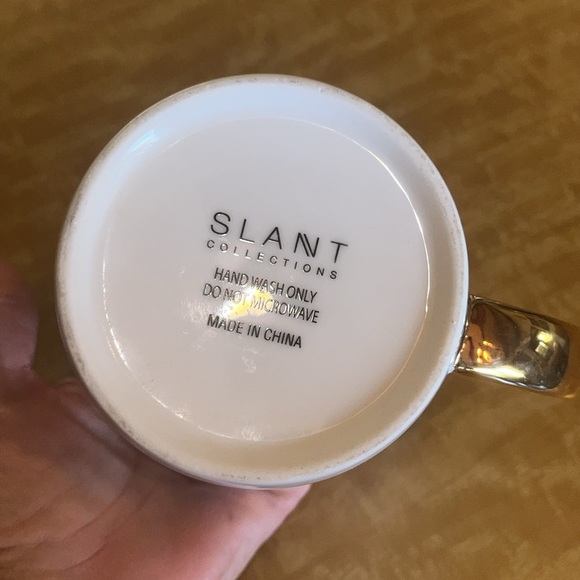 SLANT
COLLECTIONS
HAND WASH ONLY
DO NOT MICROWAVE
MADE IN CHINA